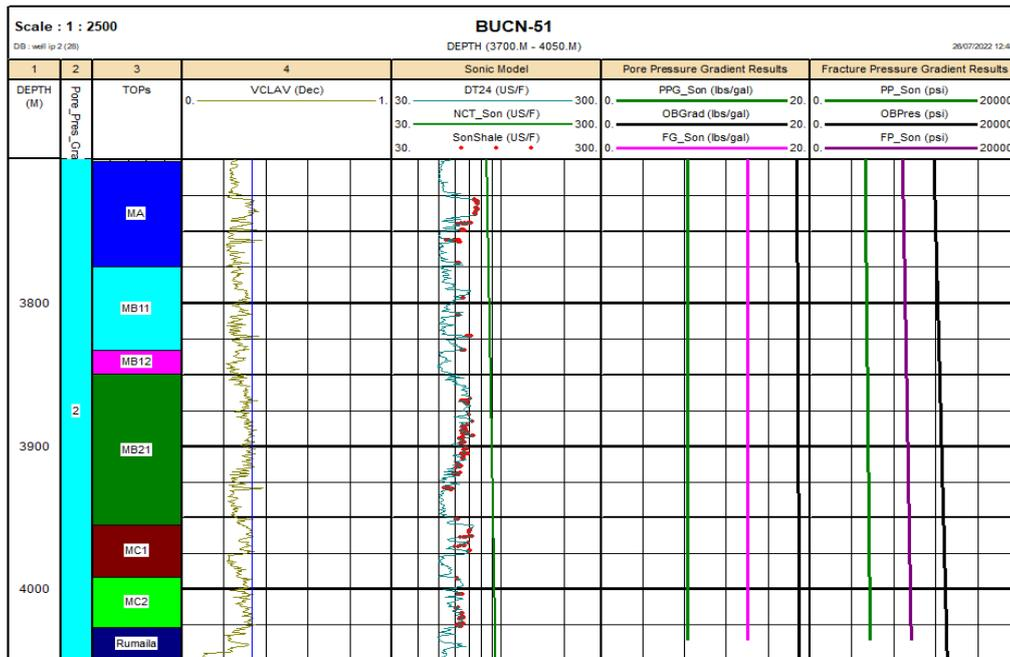 Scale : 1 : 2500
BUCN-51
DB : well ip 2 (28)
DEPTH (3700.M - 4050.M)
26/07/2022 12:4
1 2 3 4 Sonic Model Pore Pressure Gradient Results Fracture Pressure Gradient Results
DEPTH
(M)
Pore_Pres_Gra
TOPs
0. VCLAV (Dec) 1.
30. DT24 (US/F) 300.
30. NCT_Son (US/F) 300.
30. SonShale (US/F) 300.
0. PPG_Son (lbs/gal) 20.
0. OBGrad (lbs/gal) 20.
0. FG_Son (lbs/gal) 20.
0. PP_Son (psi) 20000
0. OBPres (psi) 20000
0. FP_Son (psi) 20000
MA
3800
MB11
MB12
2
3900
MB21
MC1
4000
MC2
Rumaila